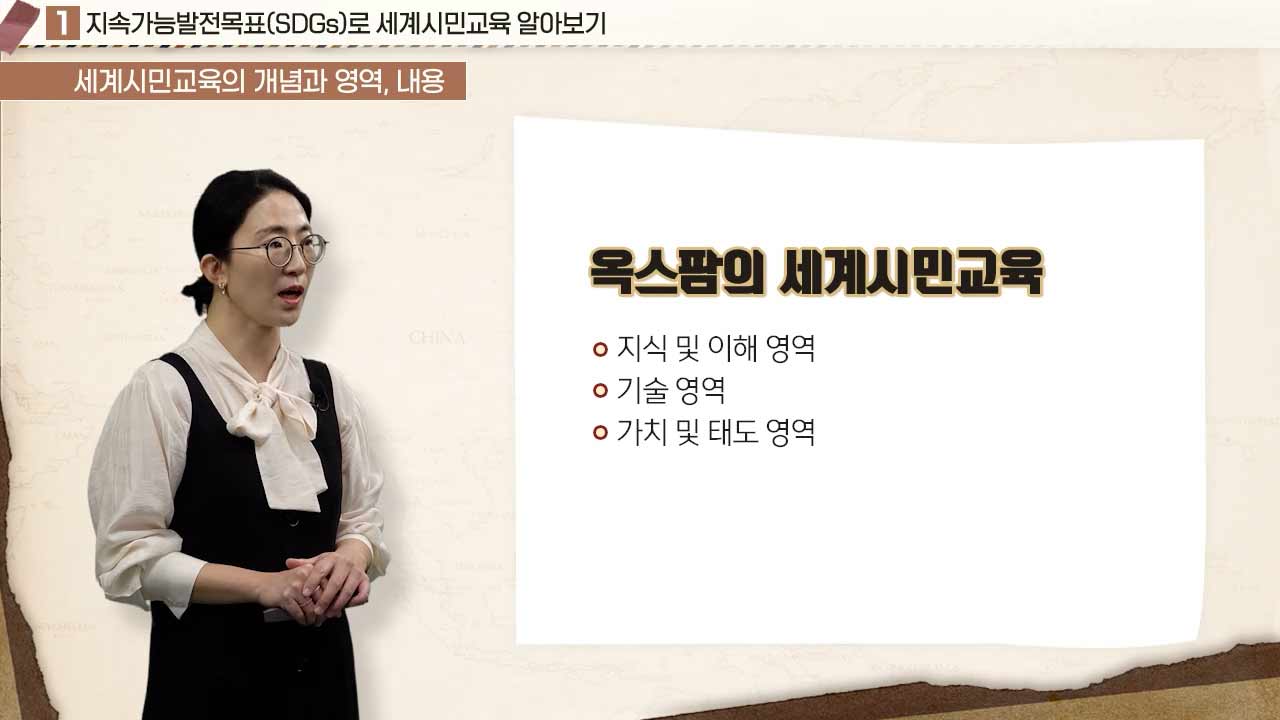 1 지속가능발전목표(SDGs)로 세계시민교육 알아보기
세계시민교육의 개념과 영역, 내용
옥스팜의 세계시민교육
지식 및 이해 영역
기술 영역
가치 및 태도 영역
CHINA